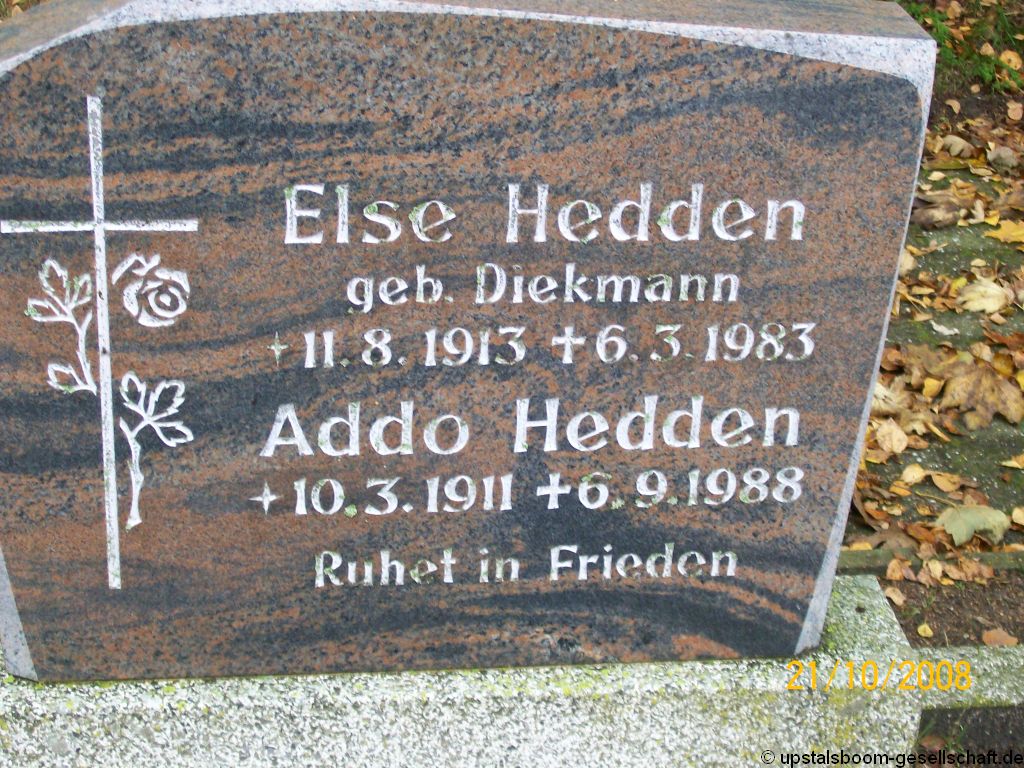 Else Hedden
geb. Diekmann
11. 8. 1913 ✝ 6. 3. 1983
Addo Hedden
10. 3. 1911 ✝ 6. 9. 1988
Ruhet in Frieden
21/10/2008
© upstalsboom-gesellschaft.de